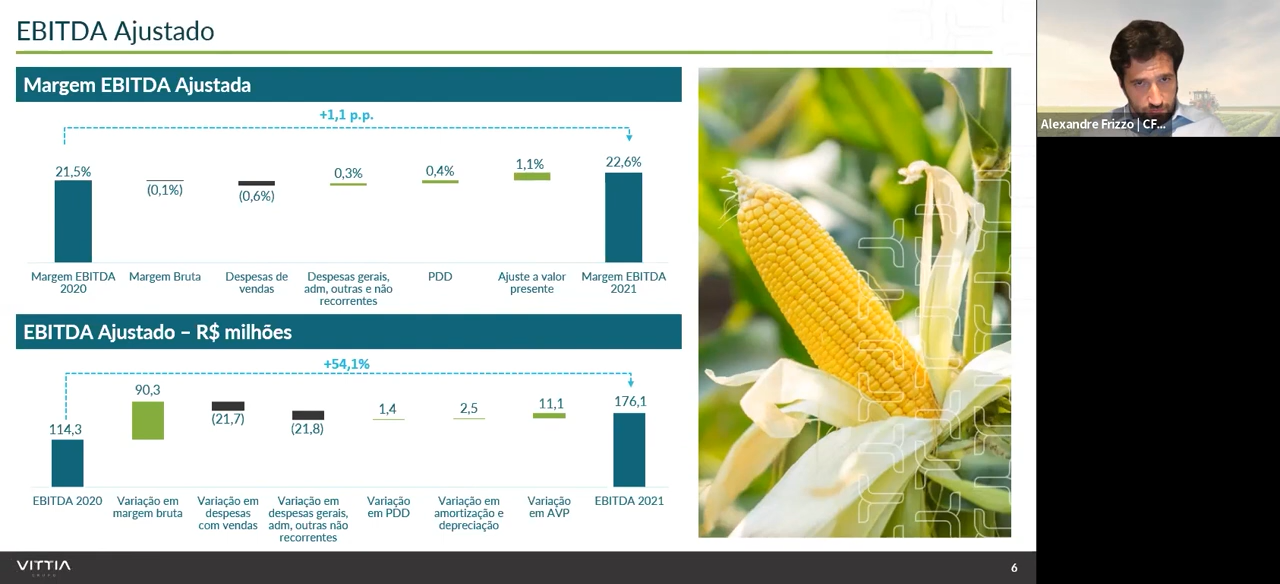 EBITDA Ajustado
Margem EBITDA Ajustada
+1,1 p.p.
21,5%
(0,1%)
(0,6%)
0,3%
0,4%
1,1%
22,6%
Margem EBITDA
2020
Margem Bruta
Despesas de
vendas
Despesas gerais,
adm, outras e não
recorrentes
PDD
Ajuste a valor
presente
Margem EBITDA
2021
EBITDA Ajustado – R$ milhões
+54,1%
114,3
90,3
(21,7)
(21,8)
1,4
2,5
11,1
176,1
EBITDA 2020
Variação em
margem bruta
Variação em
despesas
com vendas
Variação em
despesas gerais,
adm, outras não
recorrentes
Variação
em PDD
Variação em
amortização e
depreciação
Variação
em AVP
EBITDA 2021
VITTIA
GRUPO
6
Alexandre Frizzo | CF...